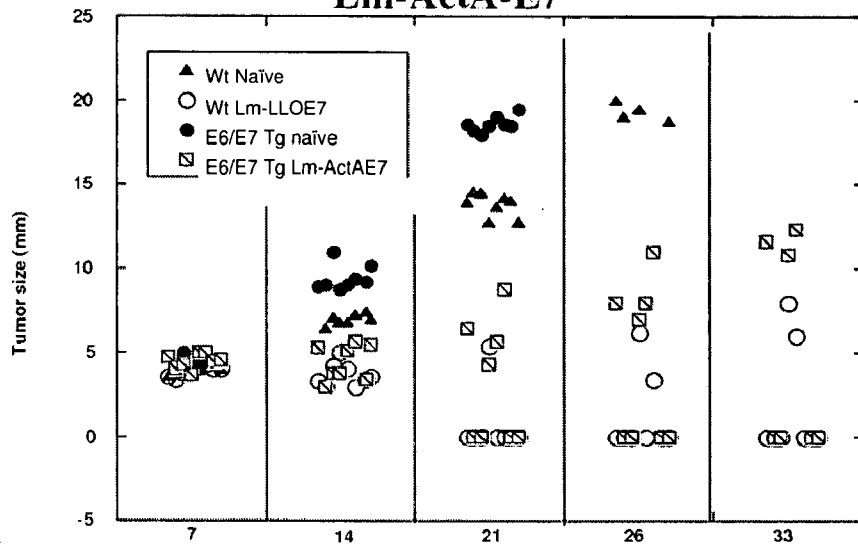 Lm-ActA-E7
25
20
15
10
5
0
-5
Tumor size (mm)
Wt Naïve
Wt Lm-LLOE7
E6/E7 Tg naïve
E6/E7 Tg Lm-ActAE7
7 14 21 26 33